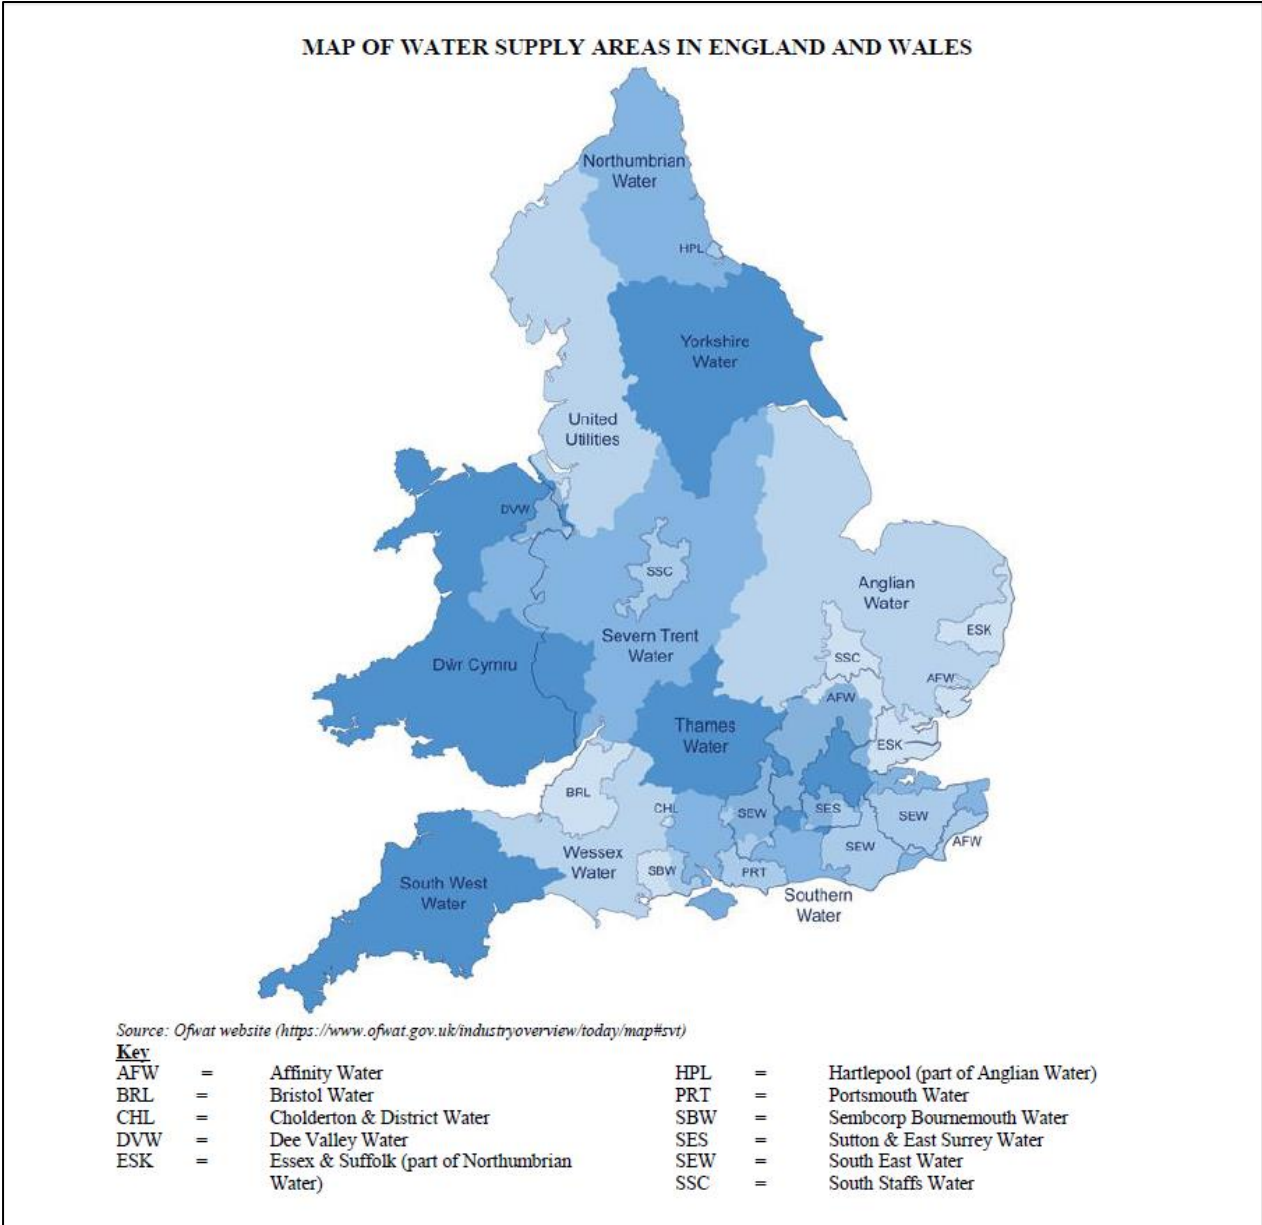 MAP OF WATER SUPPLY AREAS IN ENGLAND AND WALES
Northumbrian
Water
HPL
Yorkshire
Water
United
Utilities
DVW
SSC
Anglian
Water
ESK
Severn Trent
Water
SSC
Dŵr Cymru
AFW
AFW
Thames
Water
ESK
BRL
CHL
SEW
SES
SEW
SEW
AFW
Wessex
Water
SBW
PRT
South West
Water
Southern
Water
Source: Ofwat website (https://www.ofwat.gov.uk/industryoverview/today/map#svt)
Key
AFW = Affinity Water
BRL = Bristol Water
CHL = Cholderton & District Water
DVW = Dee Valley Water
ESK = Essex & Suffolk (part of Northumbrian
Water)
HPL = Hartlepool (part of Anglian Water)
PRT = Portsmouth Water
SBW = Sembcorp Bournemouth Water
SES = Sutton & East Surrey Water
SEW = South East Water
SSC = South Staffs Water